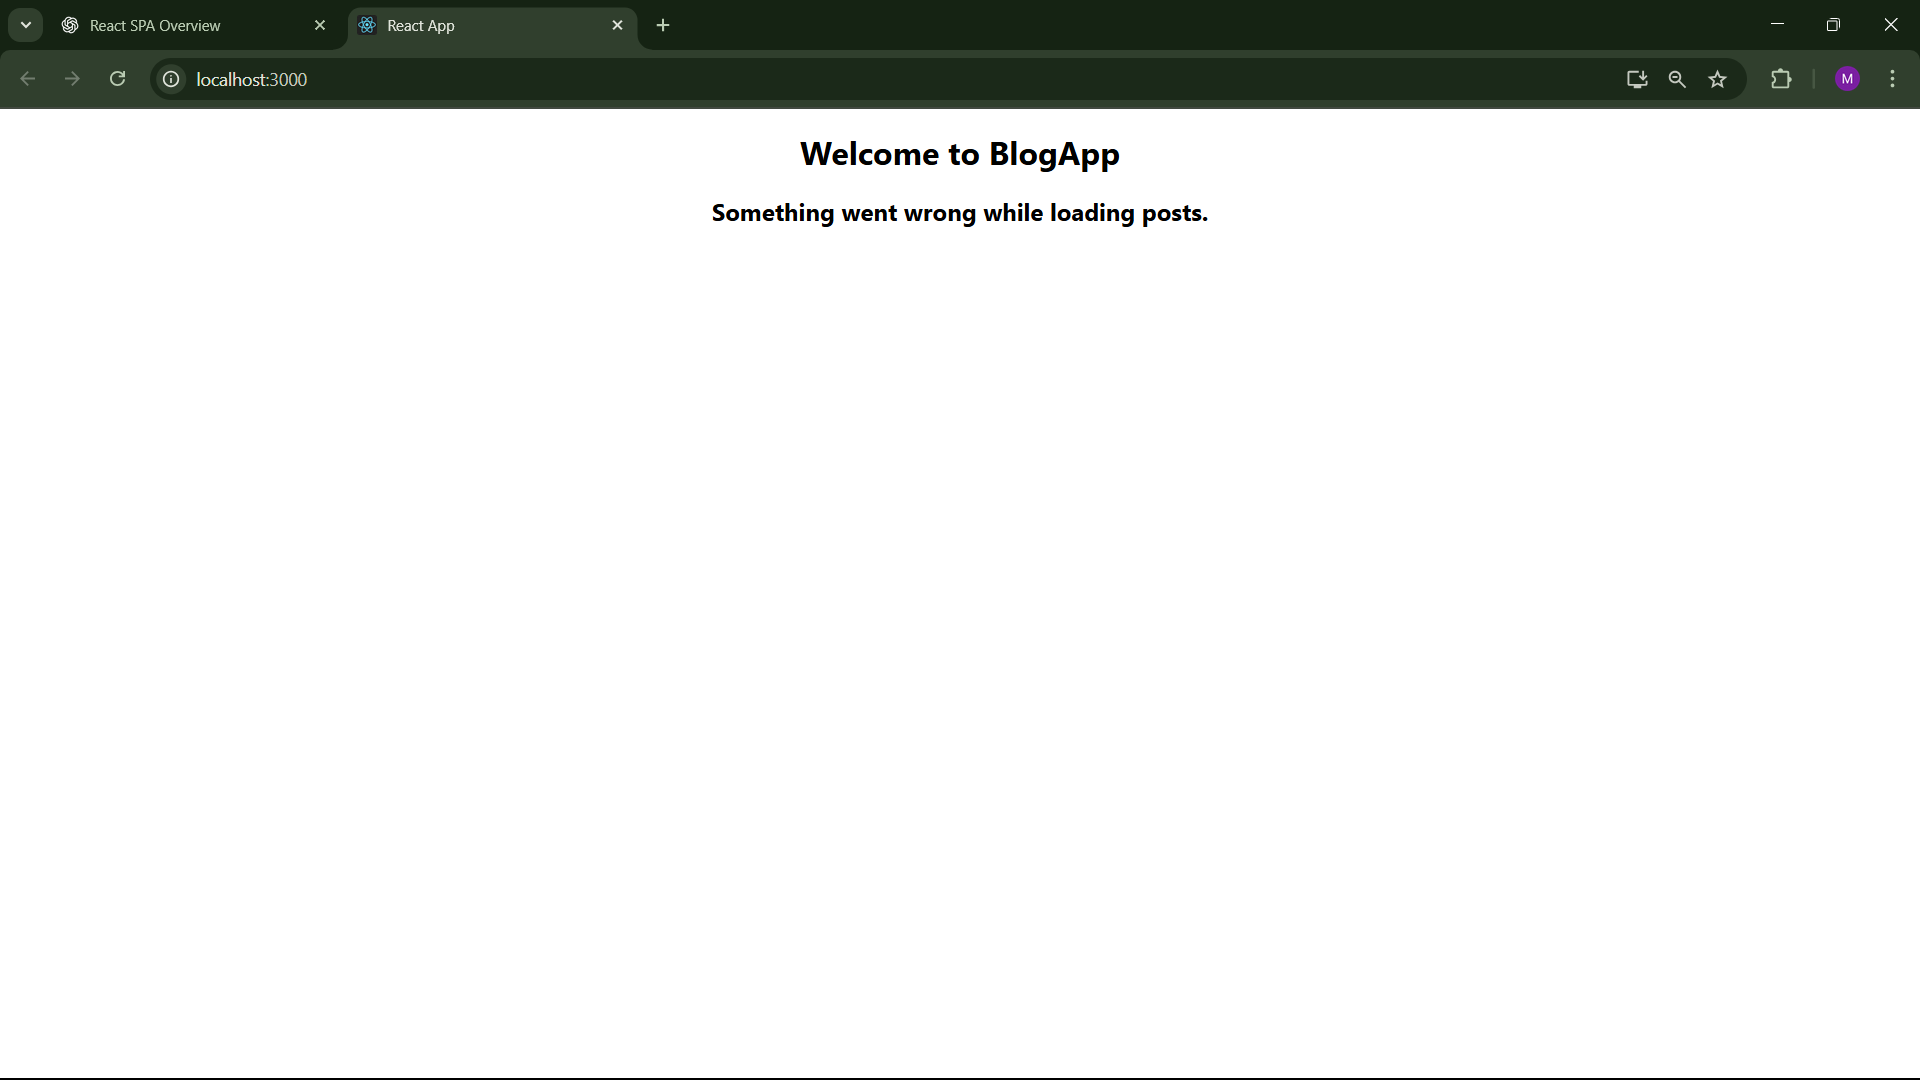 React SPA Overview
React App
localhost:3000
M
Welcome to BlogApp
Something went wrong while loading posts.